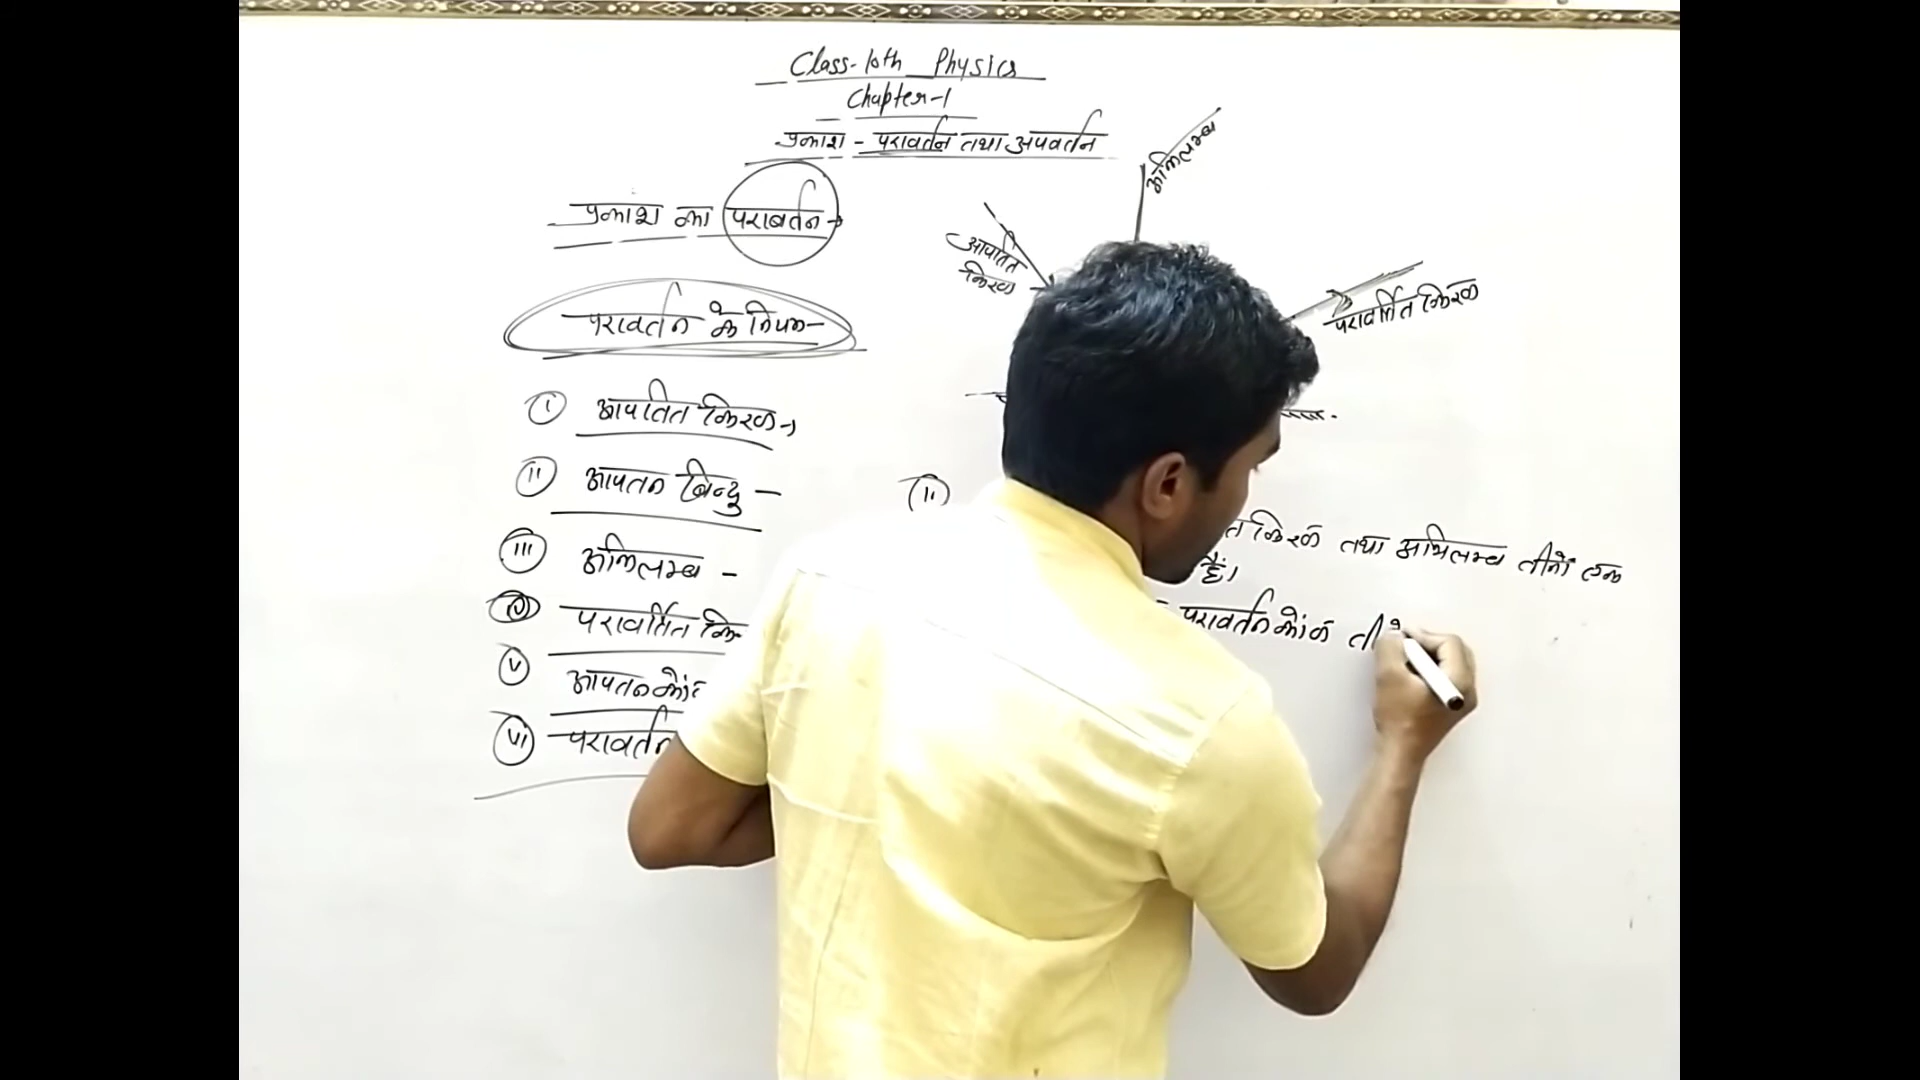 Class-10th Physics
Chapter-1
प्रकाश - परावर्तन तथा अपवर्तन
प्रकाश का परावर्तन
परावर्तन के नियम-
(I) आपतित किरण
(II) आपतन बिन्दु -
(III) अभिलम्ब -
(IV) परावर्तित कि
(V) आपतन को
(VI) परावर्तन
अभिलम्ब
आपतित
किरण
परावर्तित किरण
(II)
त किरण तथा अभिलम्ब तीनों एक
हैं।
परावर्तन कोण